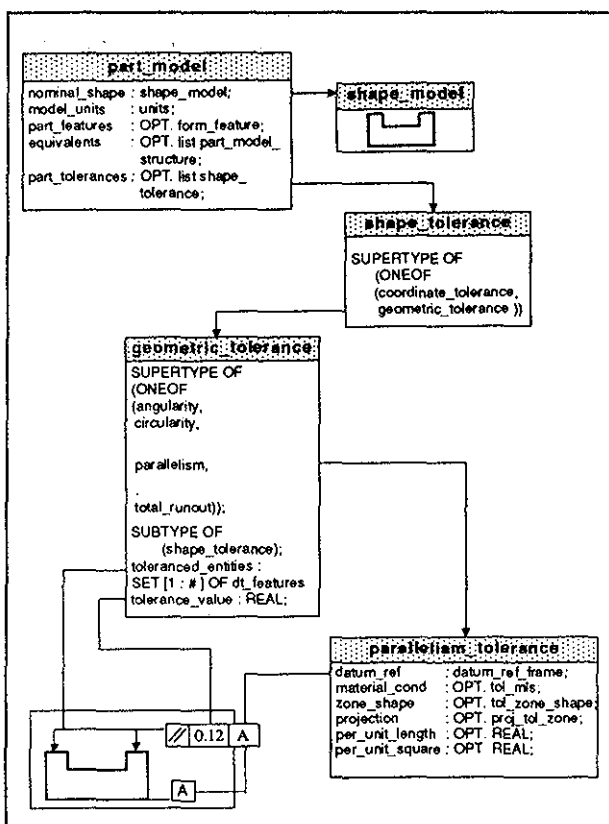 part_model
nominal_shape : shape_model;
model_units : units;
part_features : OPT. form_feature;
equivalents : OPT. list part_model_
structure;
part_tolerances : OPT. list shape_
tolerance;
shape_model
shape_tolerance
SUPERTYPE OF
(ONEOF
(coordinate_tolerance,
geometric_tolerance ))
geometric_tolerance
SUPERTYPE OF
(ONEOF
(angularity,
circularity,
parallelism,
.
total_runout));
SUBTYPE OF
(shape_tolerance);
toleranced_entities :
SET [1 : #] OF dt_features
tolerance_value : REAL;
parallelism_tolerance
datum_ref : datum_ref_frame;
material_cond : OPT. tol_mls;
zone_shape : OPT. tol_zone_shape;
projection : OPT. proj_tol_zone;
per_unit_length : OPT. REAL;
per_unit_square : OPT REAL;
// 0.12 A
A